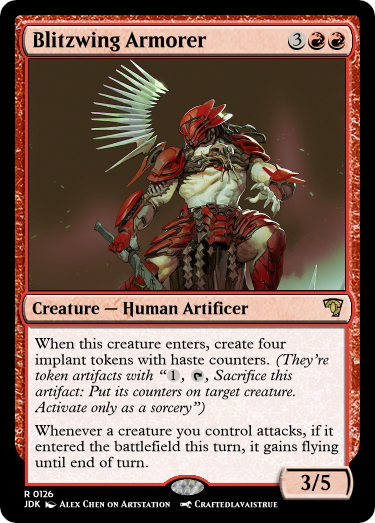 Blitzwing Armorer 3
Creature — Human Artificer
When this creature enters, create four
implant tokens with haste counters. (They're
token artifacts with “1, , Sacrifice this
artifact: Put its counters on target creature.
Activate only as a sorcery”)
Whenever a creature you control attacks, if it
entered the battlefield this turn, it gains flying
until end of turn.
3/5
R 0126
JDK Alex Chen on Artstation Craftedlavaistrue